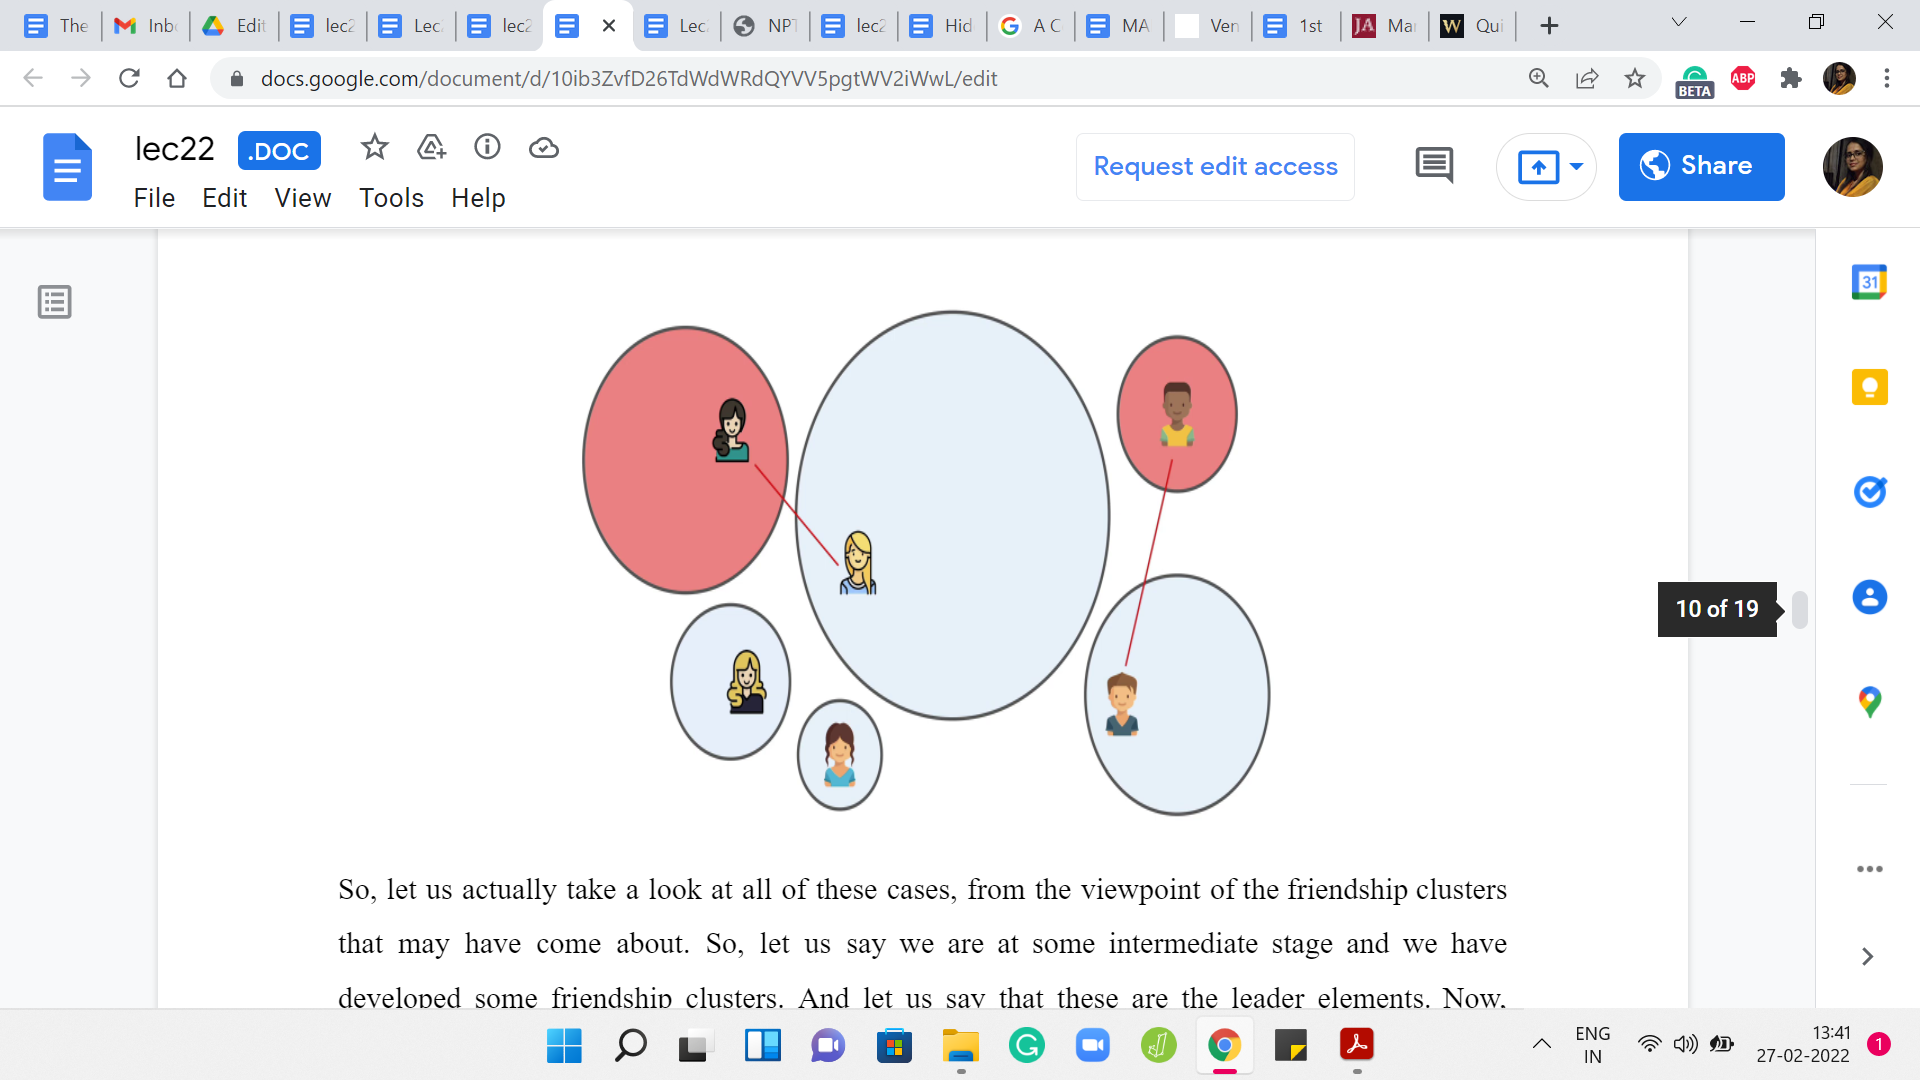 The
Inb
Edit
lec2
Lec
lec2
Lec
NPT
lec2
Hid
A C
MA
Ven
1st
JA
Mar
W
Qui
docs.google.com/document/d/10ib3ZvfD26TdWdWRdQYVV5pgtWV2iWwL/edit
BETA
ABP
lec22
.DOC
File Edit View Tools Help
Request edit access
Share
31
10 of 19
So, let us actually take a look at all of these cases, from the viewpoint of the friendship clusters
that may have come about. So, let us say we are at some intermediate stage and we have
developed some friendship clusters. And let us say that these are the leader elements. Now,
ENG
IN
13:41
27-02-2022
1